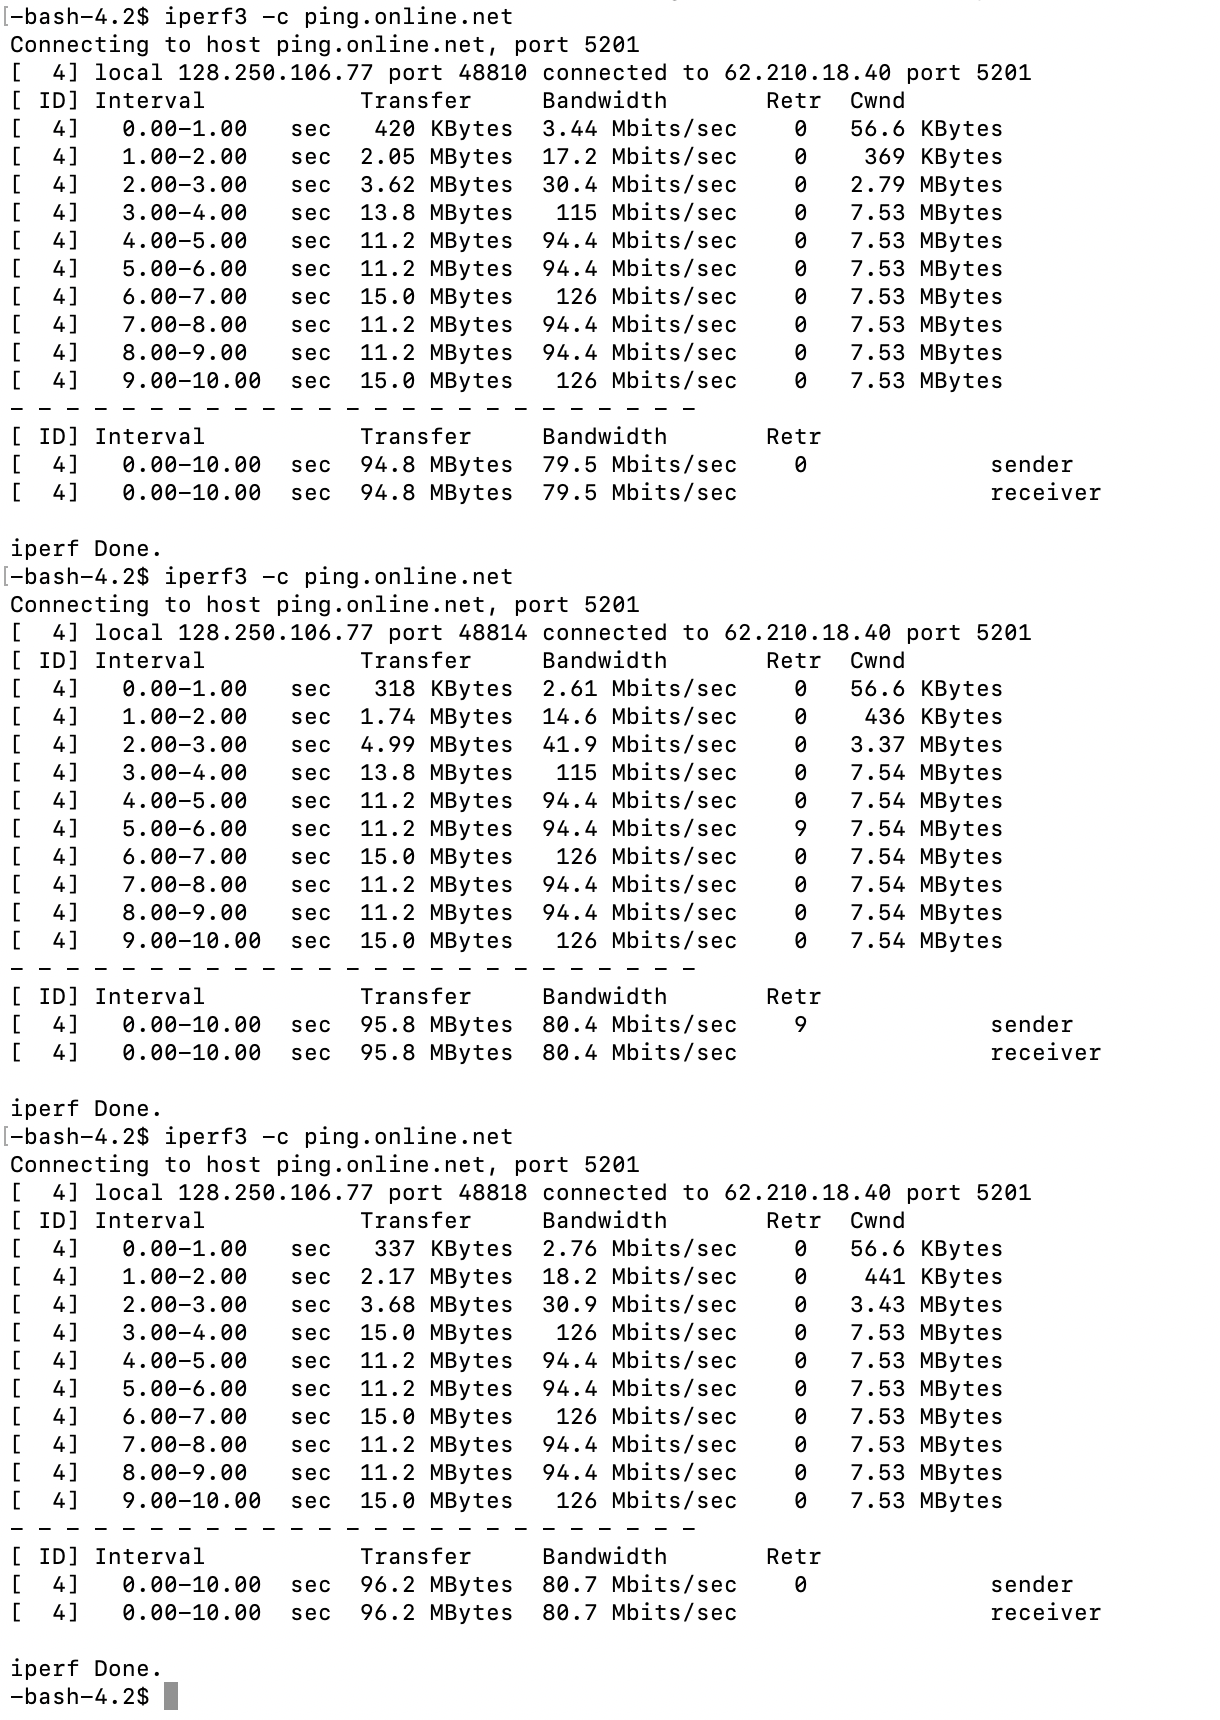 [-bash-4.2$ iperf3 -c ping.online.net
Connecting to host ping.online.net, port 5201
[  4] local 128.250.106.77 port 48810 connected to 62.210.18.40 port 5201
[ ID] Interval           Transfer     Bandwidth       Retr  Cwnd
[  4]   0.00-1.00   sec   420 KBytes  3.44 Mbits/sec    0   56.6 KBytes
[  4]   1.00-2.00   sec  2.05 MBytes  17.2 Mbits/sec    0    369 KBytes
[  4]   2.00-3.00   sec  3.62 MBytes  30.4 Mbits/sec    0   2.79 MBytes
[  4]   3.00-4.00   sec  13.8 MBytes   115 Mbits/sec    0   7.53 MBytes
[  4]   4.00-5.00   sec  11.2 MBytes  94.4 Mbits/sec    0   7.53 MBytes
[  4]   5.00-6.00   sec  11.2 MBytes  94.4 Mbits/sec    0   7.53 MBytes
[  4]   6.00-7.00   sec  15.0 MBytes   126 Mbits/sec    0   7.53 MBytes
[  4]   7.00-8.00   sec  11.2 MBytes  94.4 Mbits/sec    0   7.53 MBytes
[  4]   8.00-9.00   sec  11.2 MBytes  94.4 Mbits/sec    0   7.53 MBytes
[  4]   9.00-10.00  sec  15.0 MBytes   126 Mbits/sec    0   7.53 MBytes
- - - - - - - - - - - - - - - - - - - - - - - - -
[ ID] Interval           Transfer     Bandwidth       Retr
[  4]   0.00-10.00  sec  94.8 MBytes  79.5 Mbits/sec    0             sender
[  4]   0.00-10.00  sec  94.8 MBytes  79.5 Mbits/sec                  receiver

iperf Done.
[-bash-4.2$ iperf3 -c ping.online.net
Connecting to host ping.online.net, port 5201
[  4] local 128.250.106.77 port 48814 connected to 62.210.18.40 port 5201
[ ID] Interval           Transfer     Bandwidth       Retr  Cwnd
[  4]   0.00-1.00   sec   318 KBytes  2.61 Mbits/sec    0   56.6 KBytes
[  4]   1.00-2.00   sec  1.74 MBytes  14.6 Mbits/sec    0    436 KBytes
[  4]   2.00-3.00   sec  4.99 MBytes  41.9 Mbits/sec    0   3.37 MBytes
[  4]   3.00-4.00   sec  13.8 MBytes   115 Mbits/sec    0   7.54 MBytes
[  4]   4.00-5.00   sec  11.2 MBytes  94.4 Mbits/sec    0   7.54 MBytes
[  4]   5.00-6.00   sec  11.2 MBytes  94.4 Mbits/sec    9   7.54 MBytes
[  4]   6.00-7.00   sec  15.0 MBytes   126 Mbits/sec    0   7.54 MBytes
[  4]   7.00-8.00   sec  11.2 MBytes  94.4 Mbits/sec    0   7.54 MBytes
[  4]   8.00-9.00   sec  11.2 MBytes  94.4 Mbits/sec    0   7.54 MBytes
[  4]   9.00-10.00  sec  15.0 MBytes   126 Mbits/sec    0   7.54 MBytes
- - - - - - - - - - - - - - - - - - - - - - - - -
[ ID] Interval           Transfer     Bandwidth       Retr
[  4]   0.00-10.00  sec  95.8 MBytes  80.4 Mbits/sec    9             sender
[  4]   0.00-10.00  sec  95.8 MBytes  80.4 Mbits/sec                  receiver

iperf Done.
[-bash-4.2$ iperf3 -c ping.online.net
Connecting to host ping.online.net, port 5201
[  4] local 128.250.106.77 port 48818 connected to 62.210.18.40 port 5201
[ ID] Interval           Transfer     Bandwidth       Retr  Cwnd
[  4]   0.00-1.00   sec   337 KBytes  2.76 Mbits/sec    0   56.6 KBytes
[  4]   1.00-2.00   sec  2.17 MBytes  18.2 Mbits/sec    0    441 KBytes
[  4]   2.00-3.00   sec  3.68 MBytes  30.9 Mbits/sec    0   3.43 MBytes
[  4]   3.00-4.00   sec  15.0 MBytes   126 Mbits/sec    0   7.53 MBytes
[  4]   4.00-5.00   sec  11.2 MBytes  94.4 Mbits/sec    0   7.53 MBytes
[  4]   5.00-6.00   sec  11.2 MBytes  94.4 Mbits/sec    0   7.53 MBytes
[  4]   6.00-7.00   sec  15.0 MBytes   126 Mbits/sec    0   7.53 MBytes
[  4]   7.00-8.00   sec  11.2 MBytes  94.4 Mbits/sec    0   7.53 MBytes
[  4]   8.00-9.00   sec  11.2 MBytes  94.4 Mbits/sec    0   7.53 MBytes
[  4]   9.00-10.00  sec  15.0 MBytes   126 Mbits/sec    0   7.53 MBytes
- - - - - - - - - - - - - - - - - - - - - - - - -
[ ID] Interval           Transfer     Bandwidth       Retr
[  4]   0.00-10.00  sec  96.2 MBytes  80.7 Mbits/sec    0             sender
[  4]   0.00-10.00  sec  96.2 MBytes  80.7 Mbits/sec                  receiver

iperf Done.
-bash-4.2$